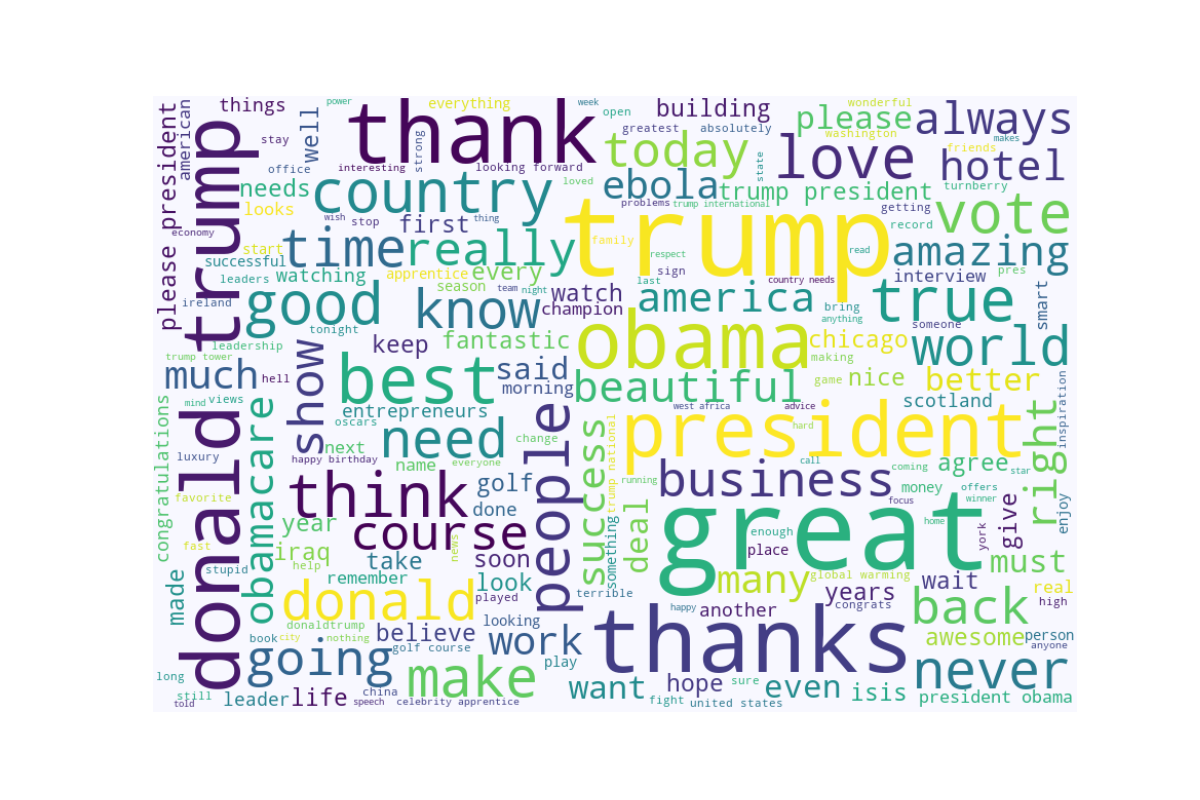 please president
american
things
power
thank
everything
week
open
building
wonderful
please
always
stay
well
strong
greatest
absolutely
washington
makes
donald trump
office
interesting
looking forward
today
state
love
friends
hotel
needs
country
loved
ebola
trump president
turnberry
looks
wish
stop
first
thing
problems
trump international
getting
vote
economy
start
time
really
trump
family
record
successful
respect
read
amazing
leaders
watching
apprentice
every
sign
interview
pres
ireland
good
season
team
night
watch
last
country needs
true
smart
know
champion
america
bring
anything
someone
tonight
leadership
keep
fantastic
obama
chicago
world
trump tower
show
making
much
hell
best
said
morning
beautiful
game
nice
better
mind
views
entrepreneurs
west africa
advice
scotland
inspiration
congratulations
obamacare
oscars
need
people
success
trump national
president
hard
right
luxury
next
change
happy birthday
name
everyone
call
coming
agree
star
favorite
think
golf
running
business
money
offers
winner
enjoy
year
done
deal
focus
fast
course
something
enough
great
home
york
give
iraq
news
soon
place
must
stupid
help
take
made
remember
look
terrible
many
global warming
wait
real
donald
played
years
high
happy
another
congrats
back
donaldtrump
looking
book
city
nothing
believe
work
thanks
awesome
person
anyone
going
golf course
play
long
make
want
hope
sure
even
isis
never
still
told
leader
life
china
speech
celebrity apprentice
fight
united states
president obama